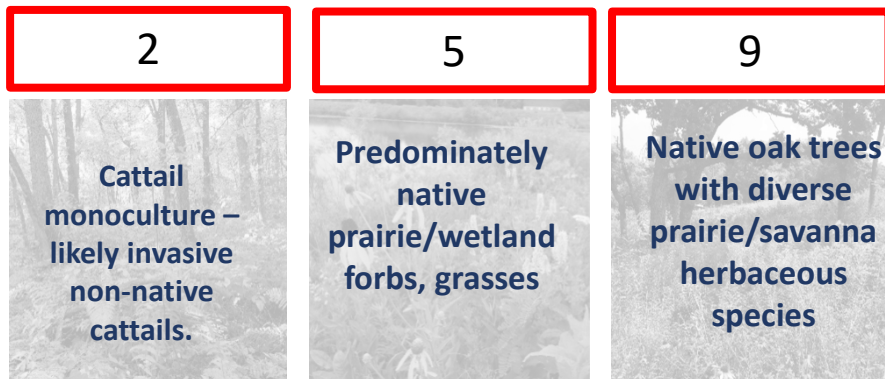 2
5
9
Cattail
monoculture –
likely invasive
non-native
cattails.
Predominately
native
prairie/wetland
forbs, grasses
Native oak trees
with diverse
prairie/savanna
herbaceous
species